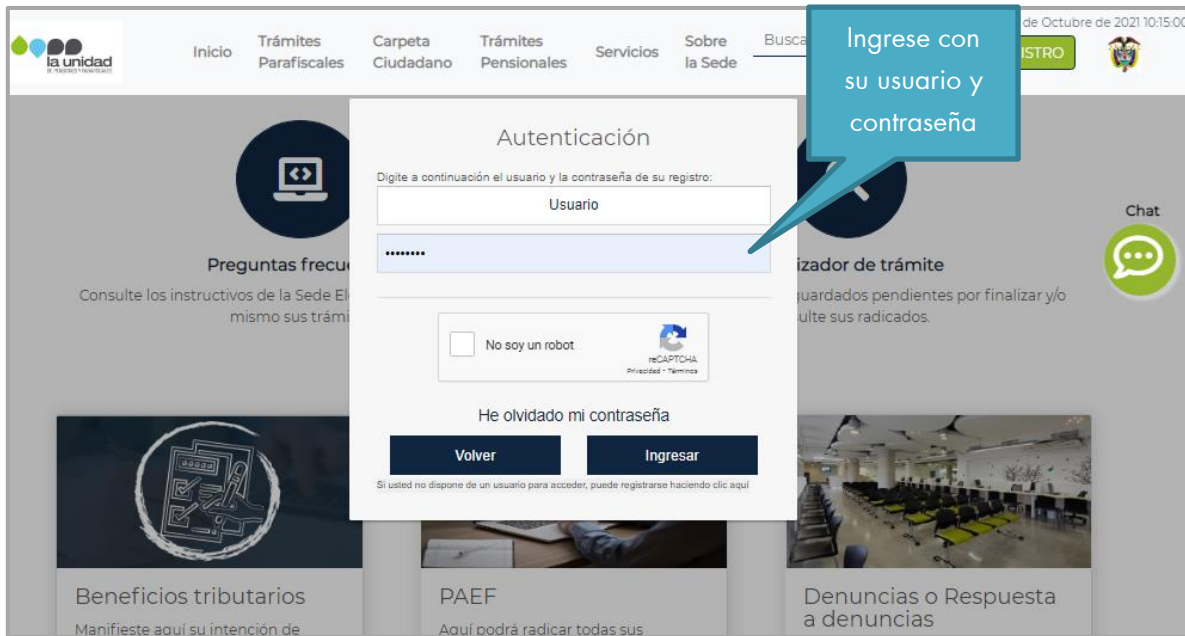 de Octubre de 2021 10:15:00
la unidad
DE PENSIONES Y PARAFISCALES
Inicio
Trámites
Parafiscales
Carpeta
Ciudadano
Trámites
Pensionales
Servicios
Sobre
la Sede
Busca
ISTRO
Ingrese con
su usuario y
contraseña
Autenticación
Digite a continuación el usuario y la contraseña de su registro:
Usuario
••••••••
No soy un robot
reCAPTCHA
Privacidad - Términos
He olvidado mi contraseña
Volver
Ingresar
Si usted no dispone de un usuario para acceder, puede registrarse haciendo clic aquí
Chat
Preguntas frecue
Consulte los instructivos de la Sede El
mismo sus trámi
izador de trámite
guardados pendientes por finalizar y/o
sulte sus radicados.
Beneficios tributarios
Manifieste aquí su intención de
PAEF
Aquí podrá radicar todas sus
Denuncias o Respuesta
a denuncias